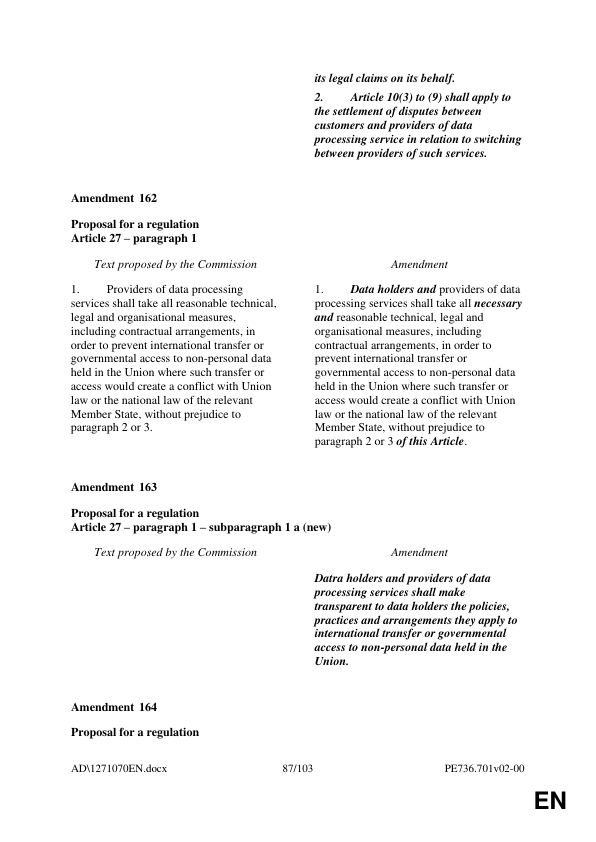 its legal claims on its behalf.
2. Article 10(3) to (9) shall apply to
the settlement of disputes between
customers and providers of data
processing service in relation to switching
between providers of such services.
Amendment 162
Proposal for a regulation
Article 27 – paragraph 1
Text proposed by the Commission
Amendment
1. Providers of data processing
services shall take all reasonable technical,
legal and organisational measures,
including contractual arrangements, in
order to prevent international transfer or
governmental access to non-personal data
held in the Union where such transfer or
access would create a conflict with Union
law or the national law of the relevant
Member State, without prejudice to
paragraph 2 or 3.
1. Data holders and providers of data
processing services shall take all necessary
and reasonable technical, legal and
organisational measures, including
contractual arrangements, in order to
prevent international transfer or
governmental access to non-personal data
held in the Union where such transfer or
access would create a conflict with Union
law or the national law of the relevant
Member State, without prejudice to
paragraph 2 or 3 of this Article.
Amendment 163
Proposal for a regulation
Article 27 – paragraph 1 – subparagraph 1 a (new)
Text proposed by the Commission
Amendment
Datra holders and providers of data
processing services shall make
transparent to data holders the policies,
practices and arrangements they apply to
international transfer or governmental
access to non-personal data held in the
Union.
Amendment 164
Proposal for a regulation
AD\1271070EN.docx
87/103
PE736.701v02-00
EN